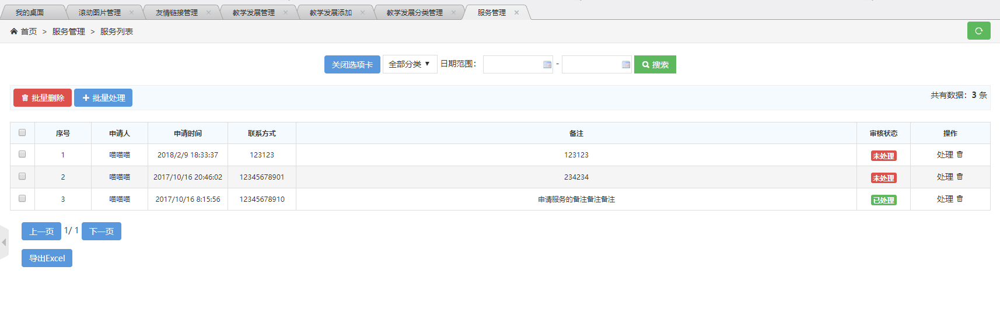 我的桌面 滚动图片管理 友情链接管理 教学发展管理 教学发展添加 教学发展分类管理 服务管理
首页 > 服务管理 > 服务列表
关闭选项卡 全部分类 日期范围: - 搜索
批量删除 批量处理 共有数据：3 条
序号 申请人 申请时间 联系方式 备注 审核状态 操作
1 喵喵喵 2018/2/9 18:33:37 123123 123123 未处理 处理
2 喵喵喵 2017/10/16 20:46:02 12345678901 234234 未处理 处理
3 喵喵喵 2017/10/16 8:15:56 12345678910 申请服务的备注备注备注 已处理 处理
上一页 1/ 1 下一页
导出Excel